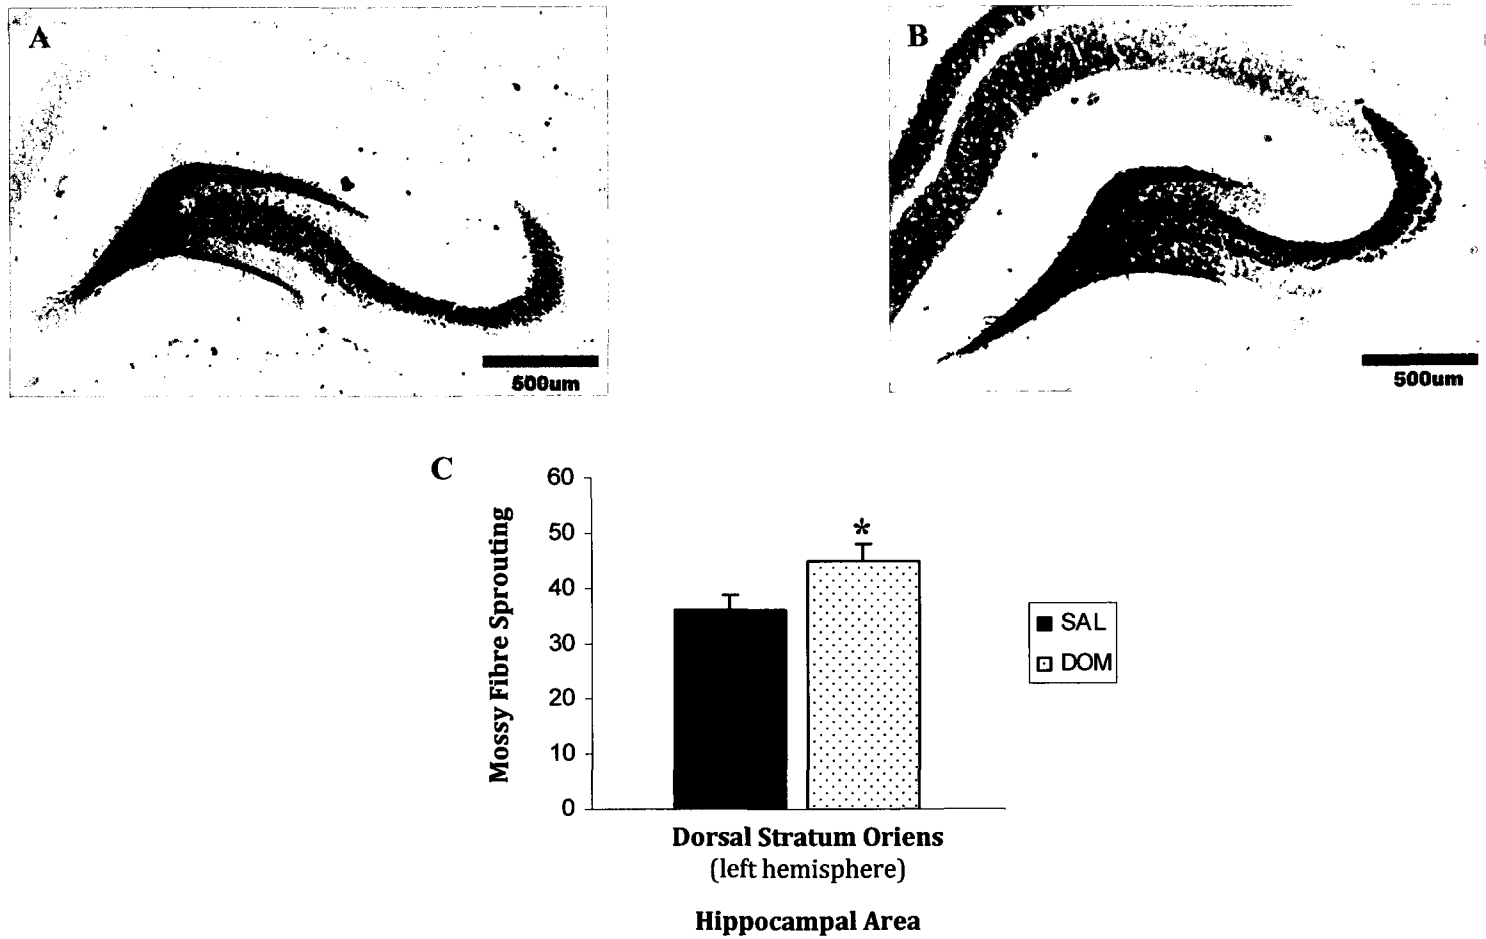 A
B
500um
500um
C
60
50
40
30
20
10
0
Mossy Fibre Sprouting
*
SAL
DOM
Dorsal Stratum Oriens
(left hemisphere)
Hippocampal Area